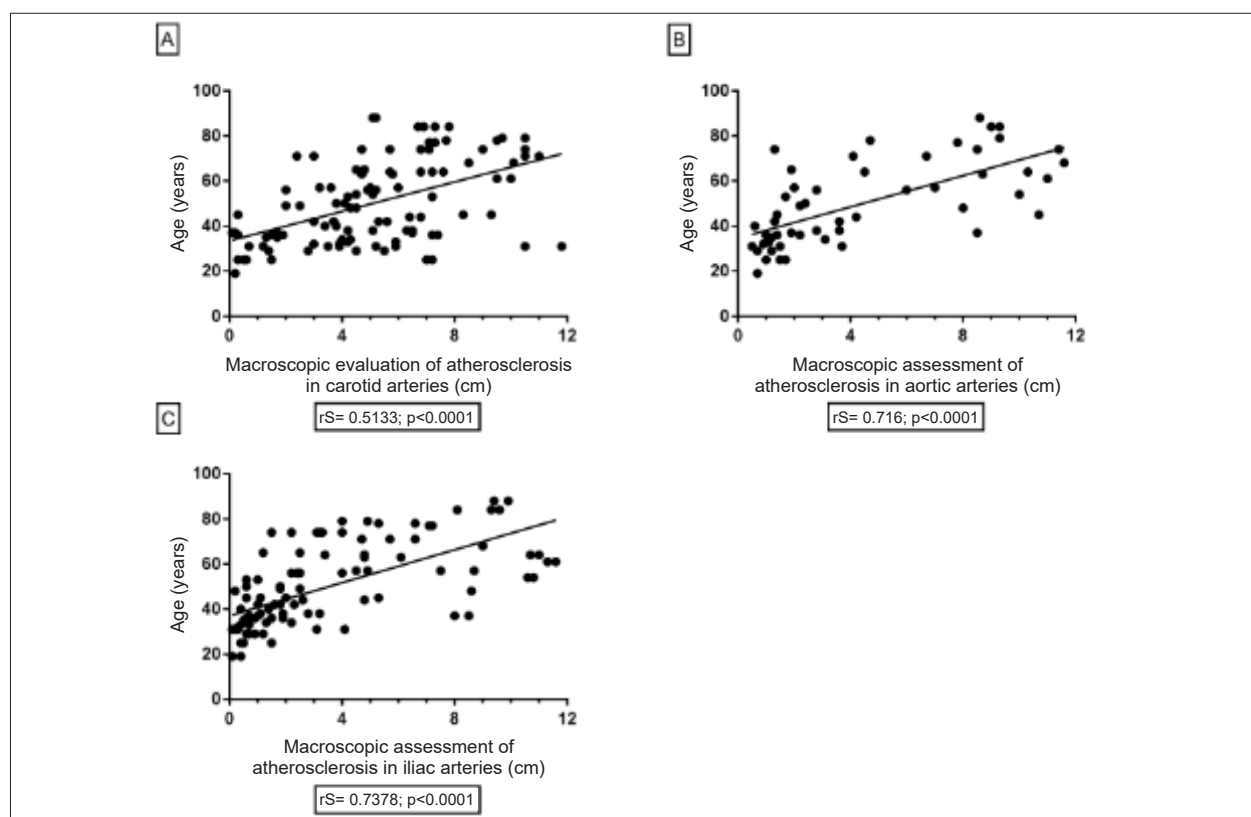 A
100
80
60
40
20
0
Age (years)
0 4 8 12
Macroscopic evaluation of atherosclerosis
in carotid arteries (cm)
rS= 0.5133; p<0.0001
B
100
80
60
40
20
0
Age (years)
0 4 8 12
Macroscopic assessment of
atherosclerosis in aortic arteries (cm)
rS= 0.716; p<0.0001
C
100
80
60
40
20
0
Age (years)
0 4 8 12
Macroscopic assessment of
atherosclerosis in iliac arteries (cm)
rS= 0.7378; p<0.0001